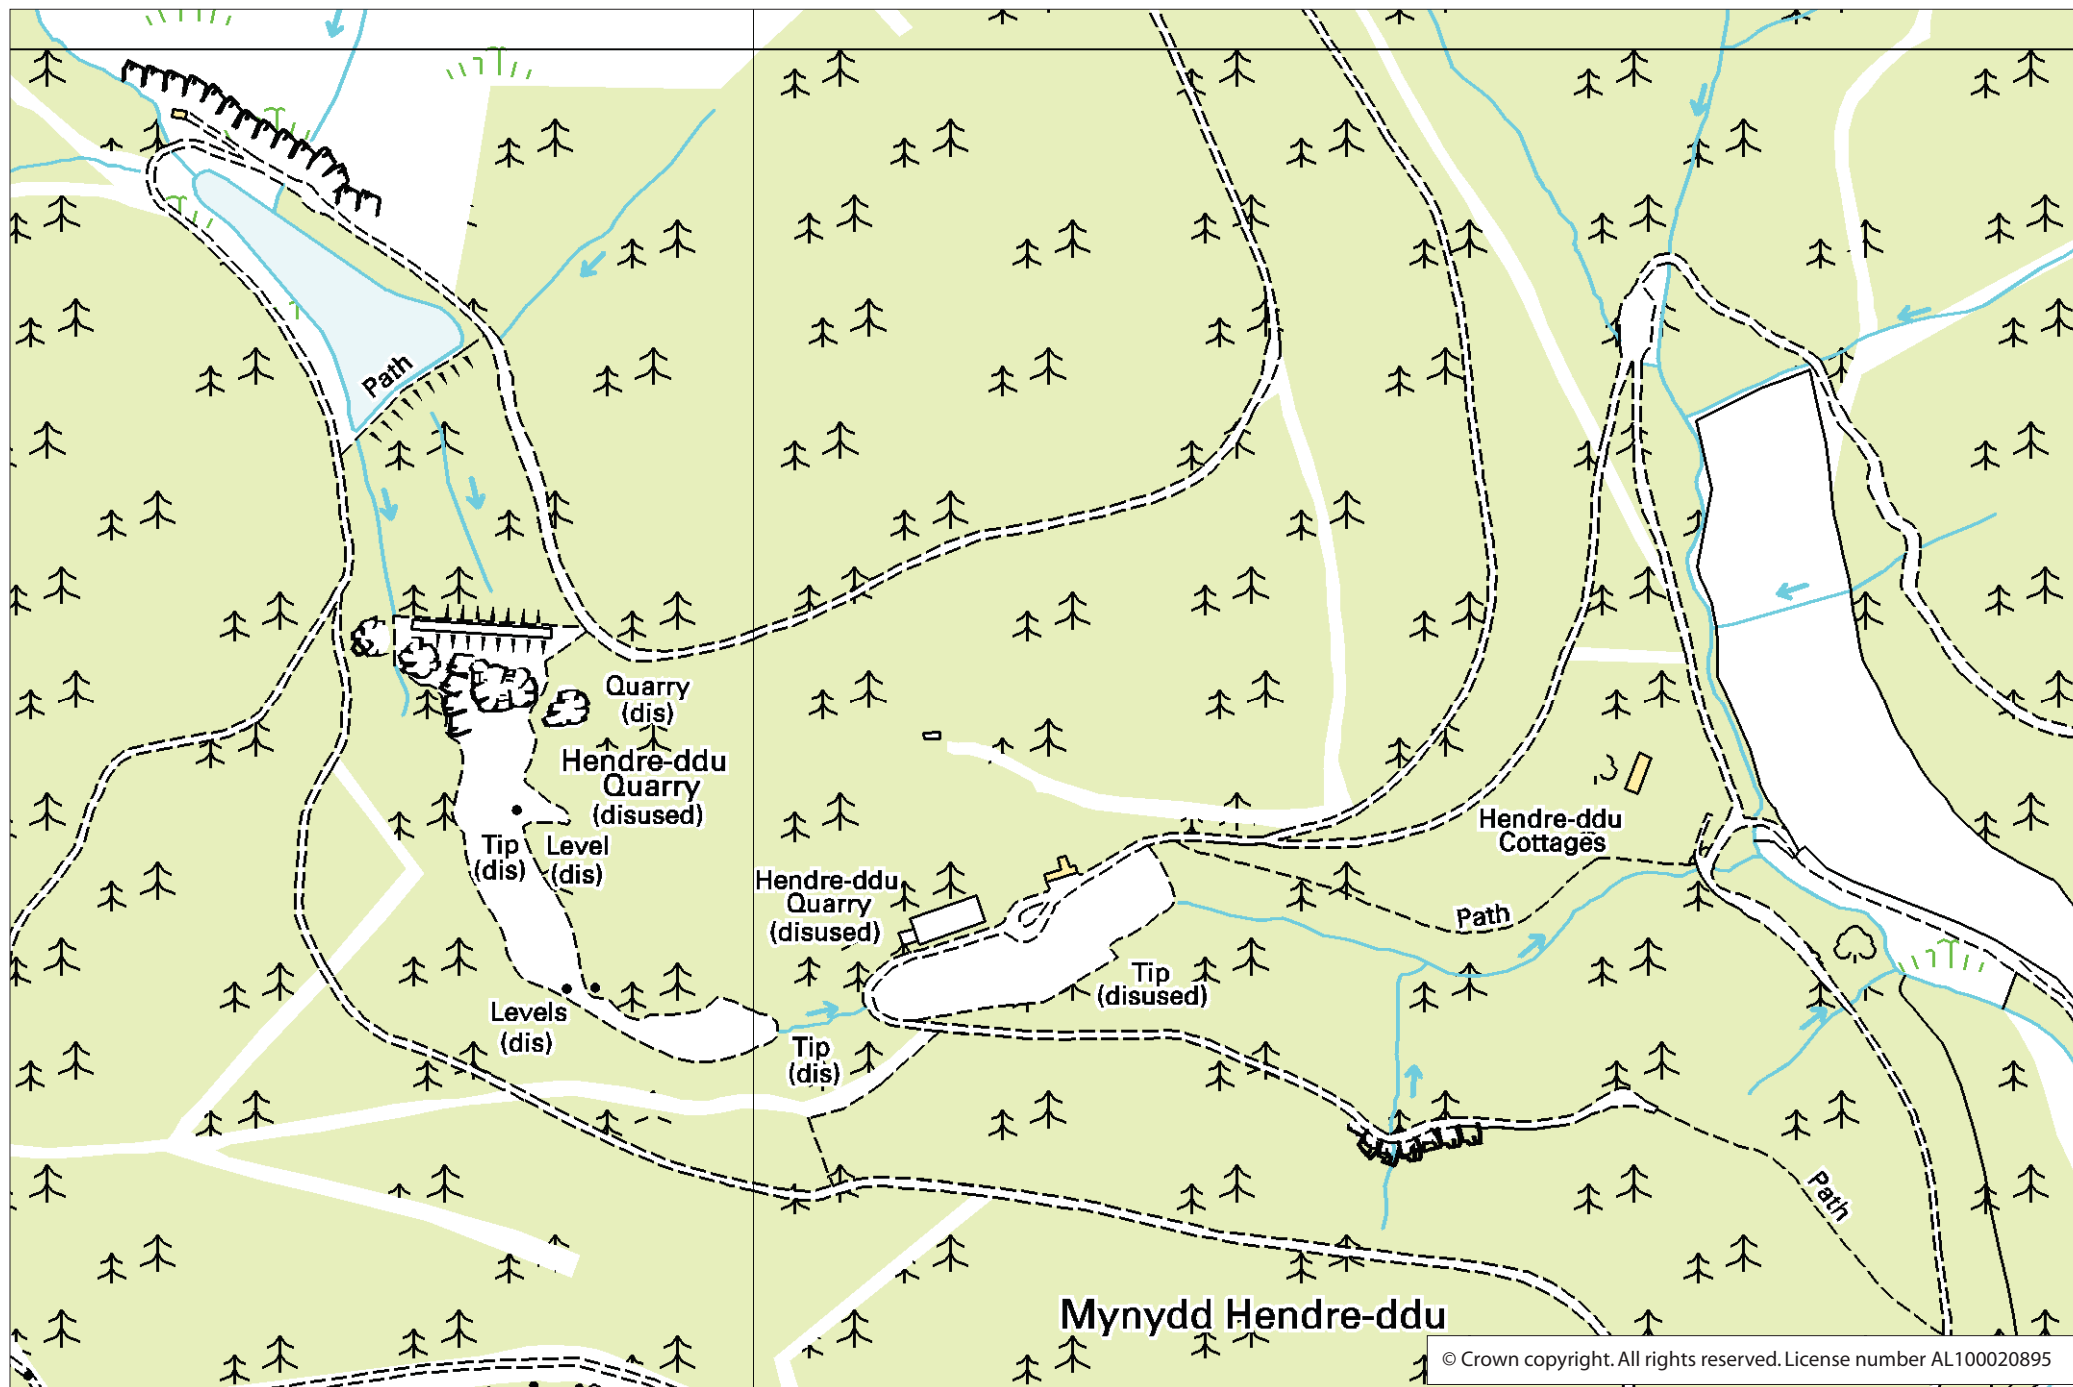 Path
Quarry
(dis)
Hendre-ddu
Quarry
(disused)
Tip
(dis)
Level
(dis)
Hendre-ddu
Cottages
Hendre-ddu
Quarry
(disused)
Path
Tip
(disused)
Levels
(dis)
Tip
(dis)
Path
Mynydd Hendre-ddu
© Crown copyright. All rights reserved. License number AL100020895